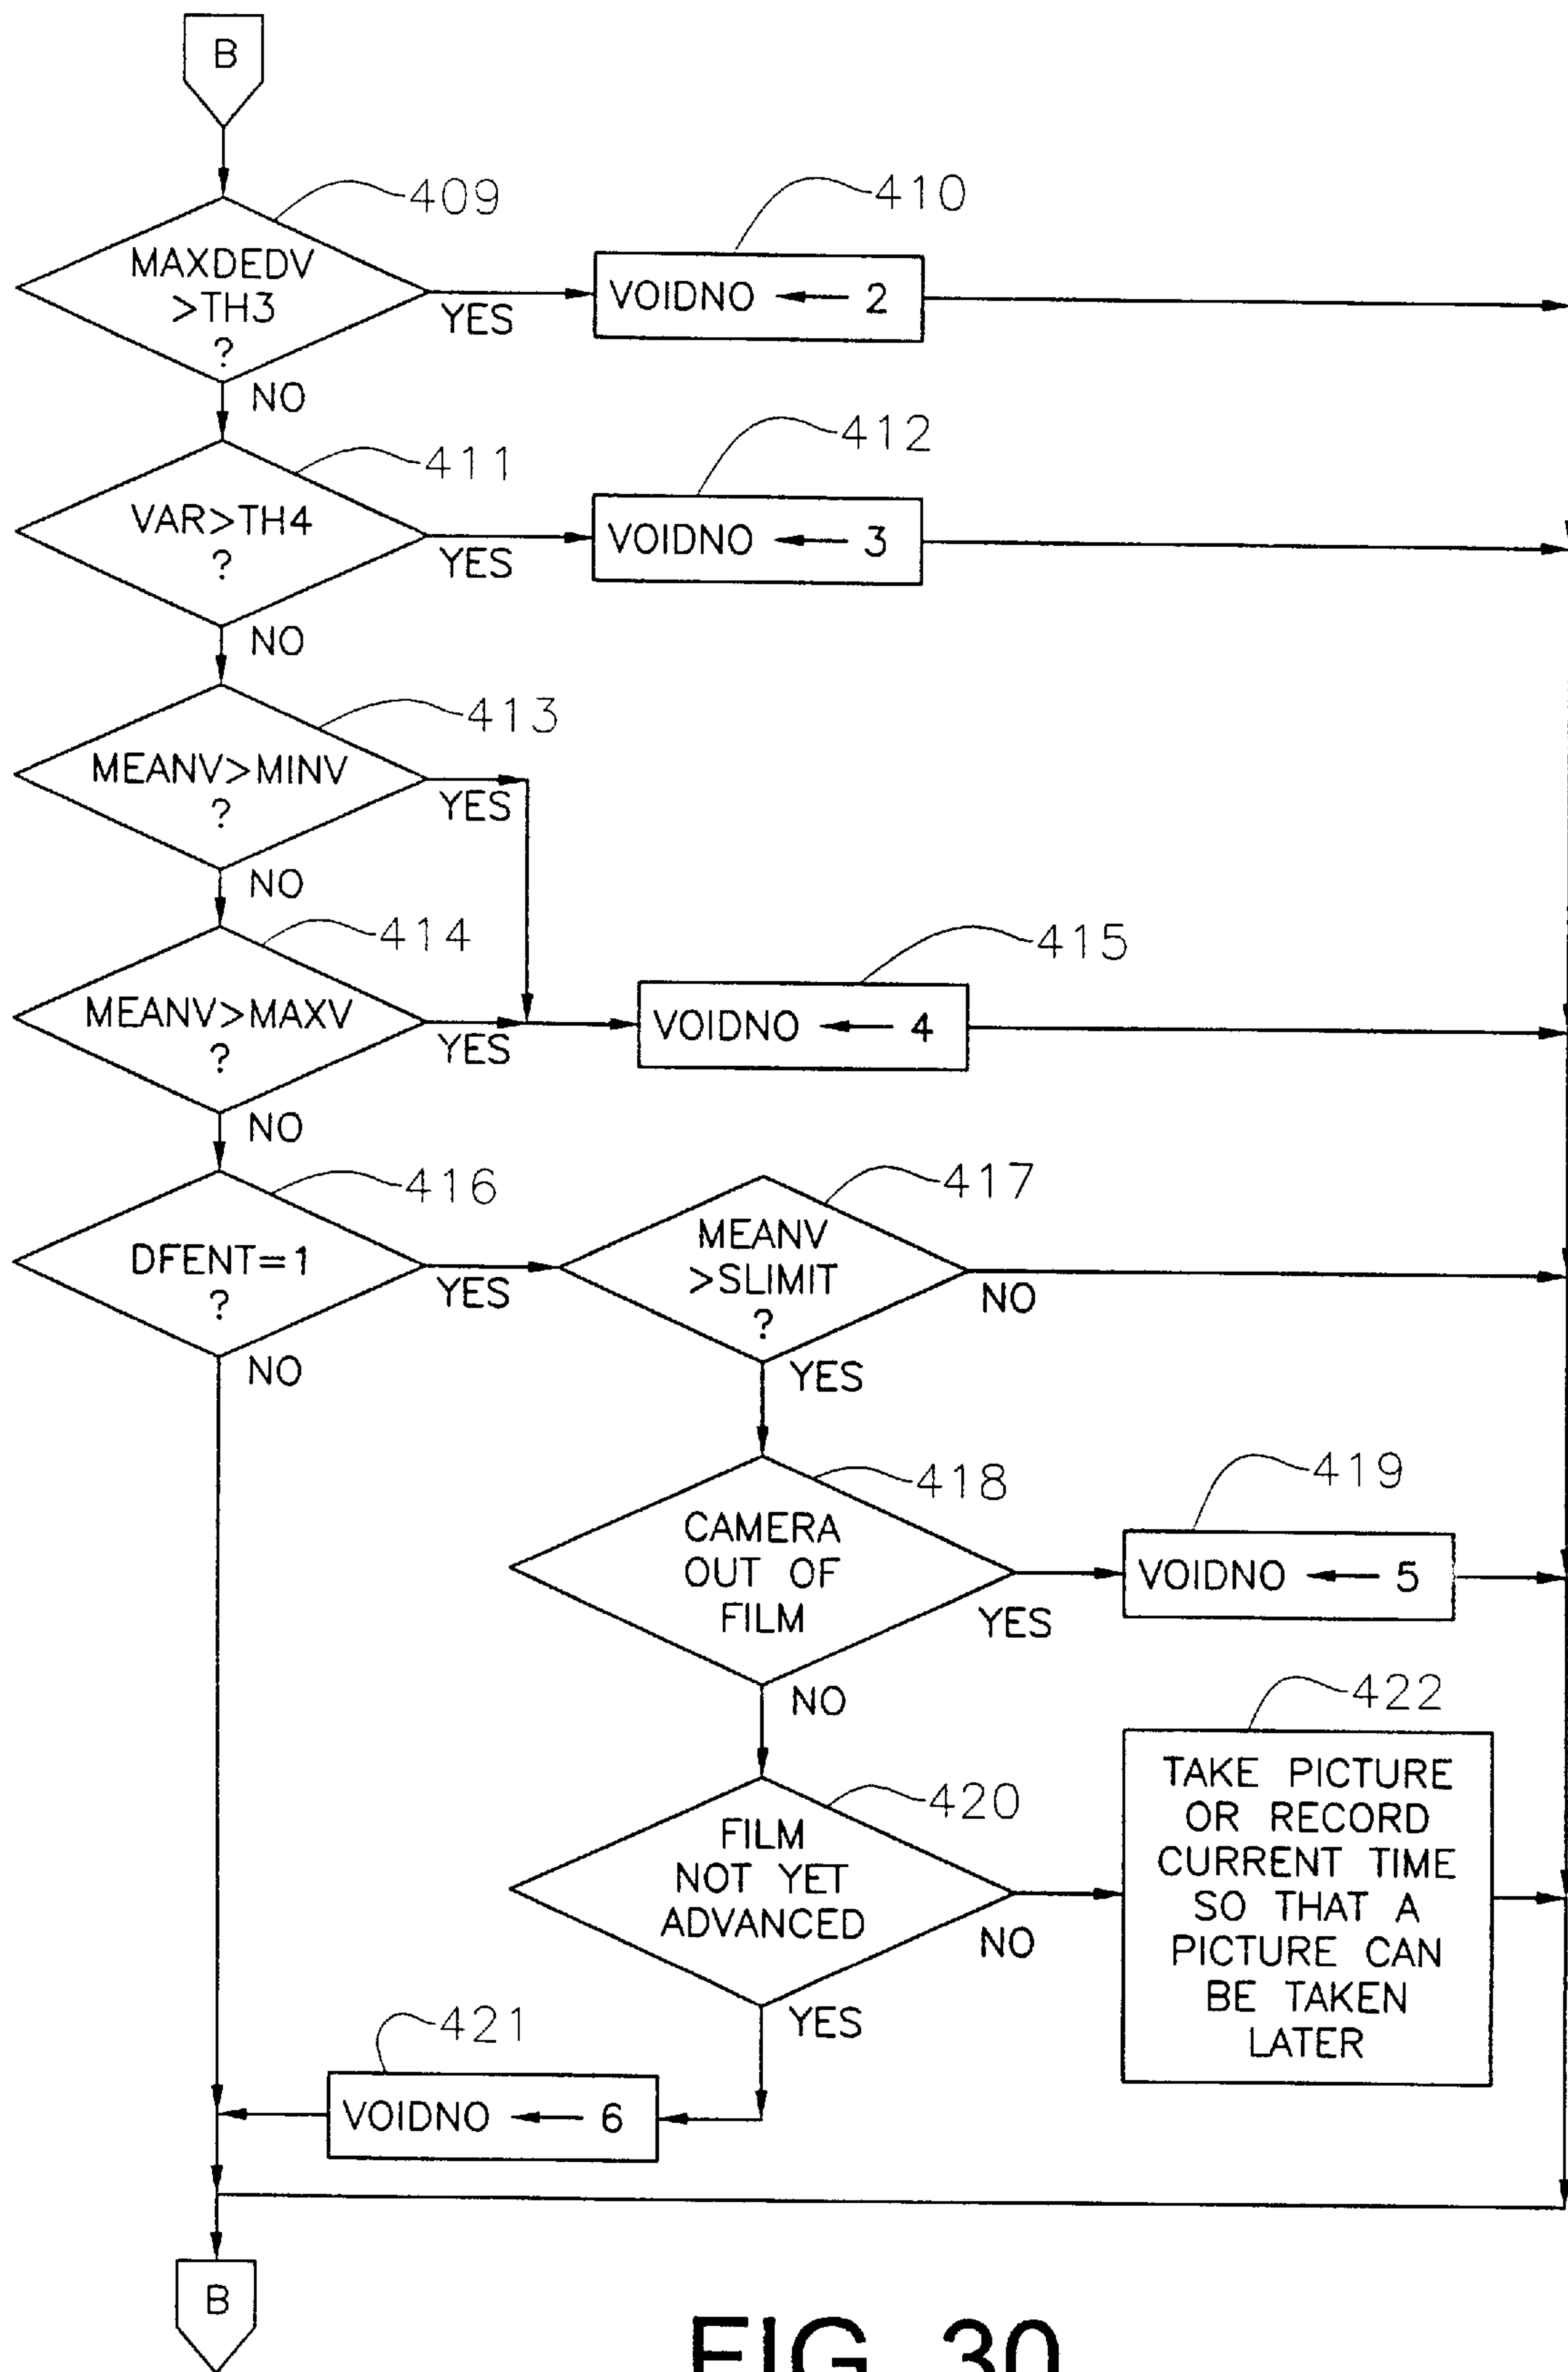 B
409
MAXDEDV
>TH3
?
YES
NO
410
VOIDNO ← 2
411
VAR>TH4
?
YES
NO
412
VOIDNO ← 3
413
MEANV>MINV
?
YES
NO
414
MEANV>MAXV
?
YES
NO
415
VOIDNO ← 4
416
DFENT=1
?
YES
NO
417
MEANV
>SLIMIT
?
NO
YES
418
CAMERA
OUT OF
FILM
YES
NO
419
VOIDNO ← 5
420
FILM
NOT YET
ADVANCED
NO
YES
422
TAKE PICTURE
OR RECORD
CURRENT TIME
SO THAT A
PICTURE CAN
BE TAKEN
LATER
421
VOIDNO ← 6
B
FIG. 30